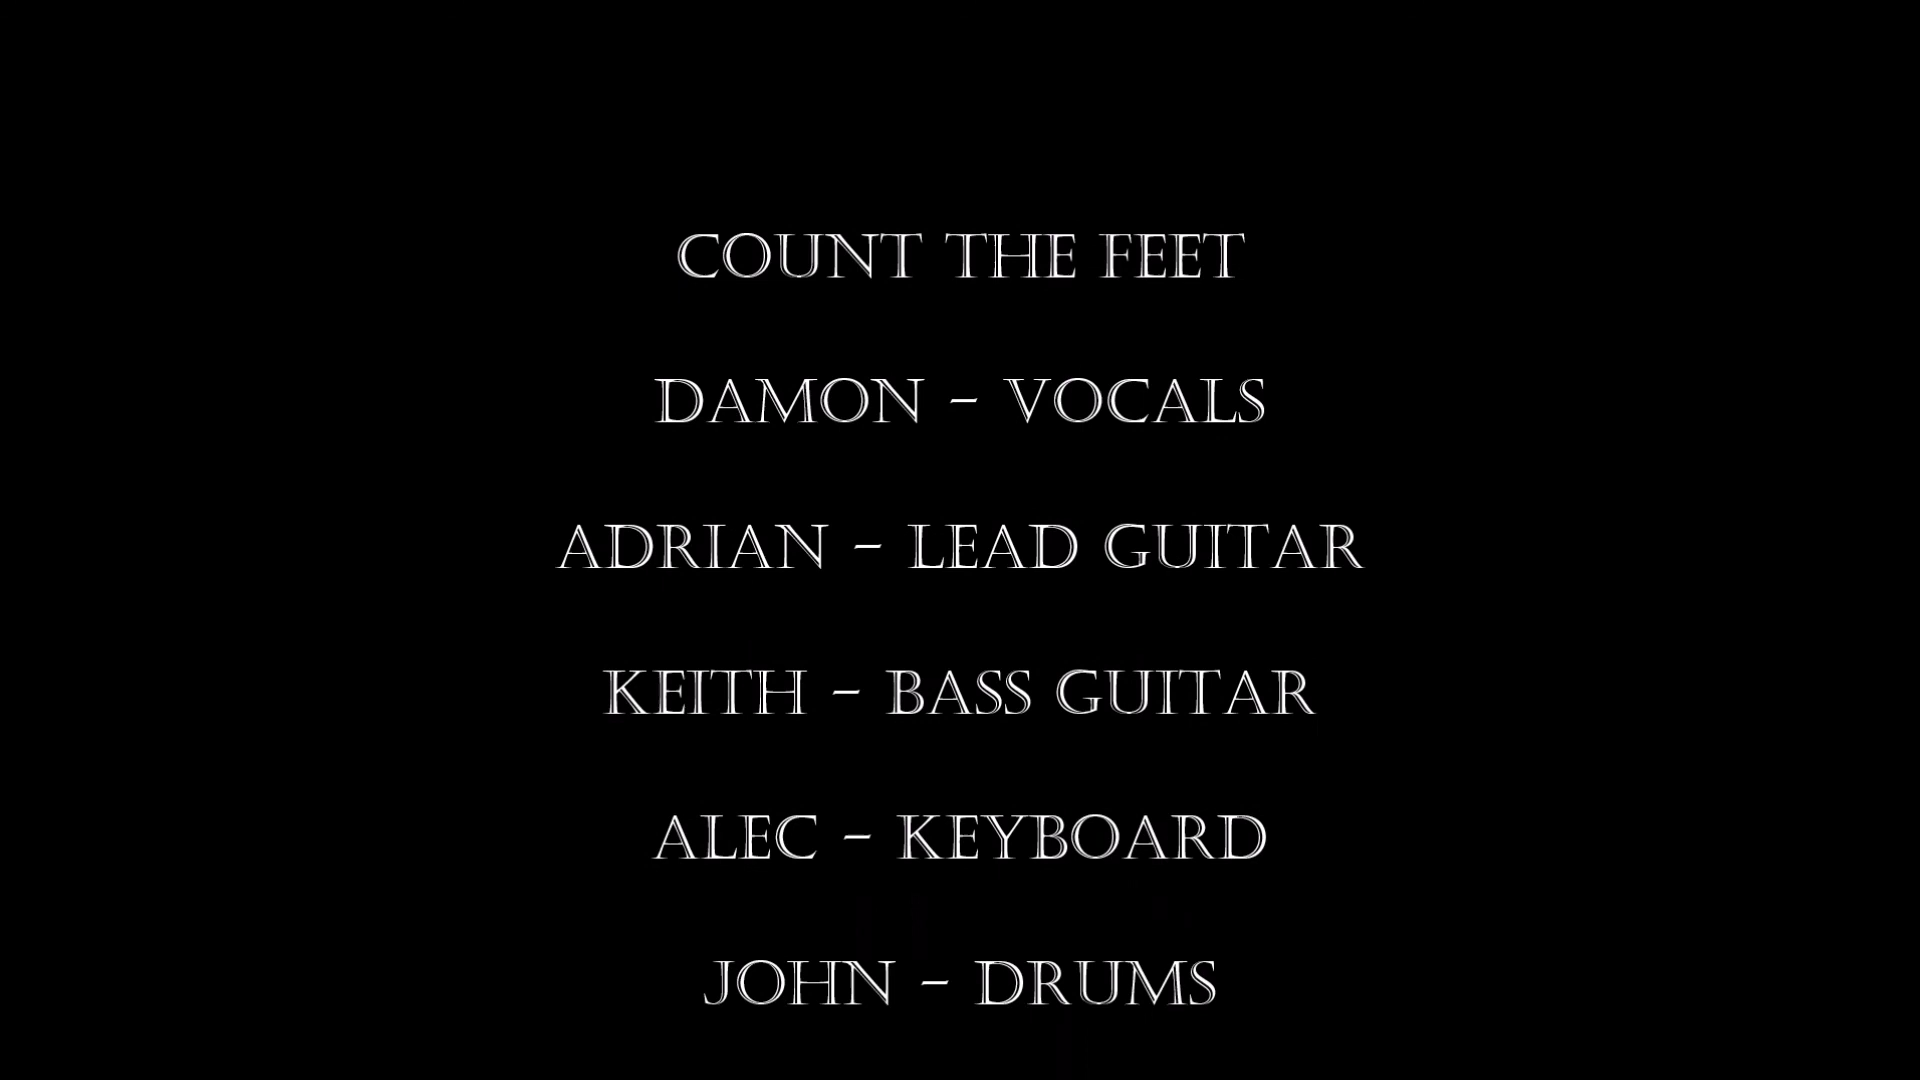 COUNT THE FEET
DAMON - VOCALS
ADRIAN - LEAD GUITAR
KEITH - BASS GUITAR
ALEC - KEYBOARD
JOHN - DRUMS